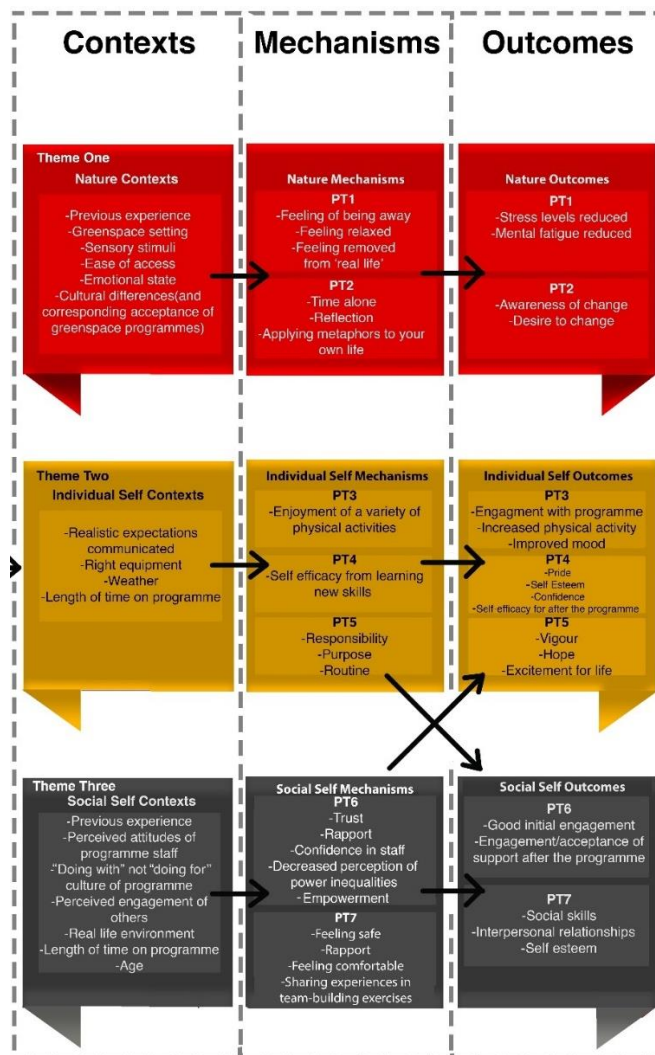 Contexts
Mechanisms
Outcomes
Theme One
Nature Contexts
-Previous experience
-Greenspace setting
-Sensory stimuli
-Ease of access
-Emotional state
-Cultural differences(and
corresponding acceptance of
greenspace programmes)
Nature Mechanisms
PT1
-Feeling of being away
-Feeling relaxed
-Feeling removed
from 'real life'
PT2
-Time alone
-Reflection
-Applying metaphors to your
own life
Nature Outcomes
PT1
-Stress levels reduced
-Mental fatigue reduced
PT2
-Awareness of change
-Desire to change
Theme Two
Individual Self Contexts
-Realistic expectations
communicated
-Right equipment
-Weather
-Length of time on programme
Individual Self Mechanisms
PT3
-Enjoyment of a variety of
physical activities
PT4
-Self efficacy from learning
new skills
PT5
-Responsibility
-Purpose
-Routine
Individual Self Outcomes
PT3
-Engagment with programme
-Increased physical activity
-Improved mood
PT4
-Pride
-Self Esteem
-Confidence
-Self efficacy for after the programme
PT5
-Vigour
-Hope
-Excitement for life
Theme Three
Social Self Contexts
-Previous experience
-Perceived attitudes of
programme staff
-"Doing with" not "doing for"
culture of programme
-Perceived engagement of
others
-Real life environment
-Length of time on programme
-Age
Social Self Mechanisms
PT6
-Trust
-Rapport
-Confidence in staff
-Decreased perception of
power inequalities
-Empowerment
PT7
-Feeling safe
-Rapport
-Feeling comfortable
-Sharing experiences in
team-building exercises
Social Self Outcomes
PT6
-Good initial engagement
-Engagement/acceptance of
support after the programme
PT7
-Social skills
-Interpersonal relationships
-Self esteem